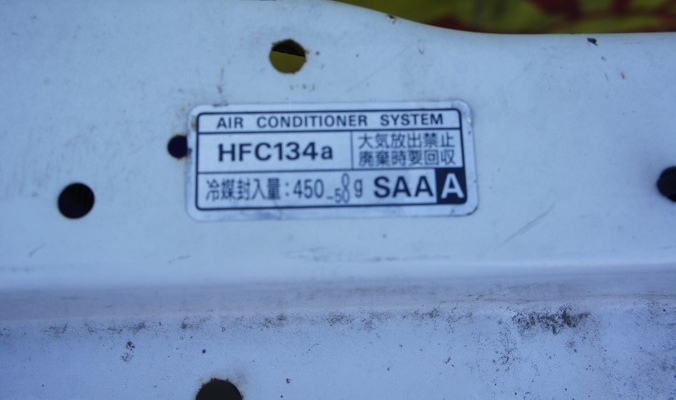 AIR CONDITIONER SYSTEM
HFC134a
大気放出禁止
廃棄時要回収
冷媒封入量:450 0 -50 g SAA A